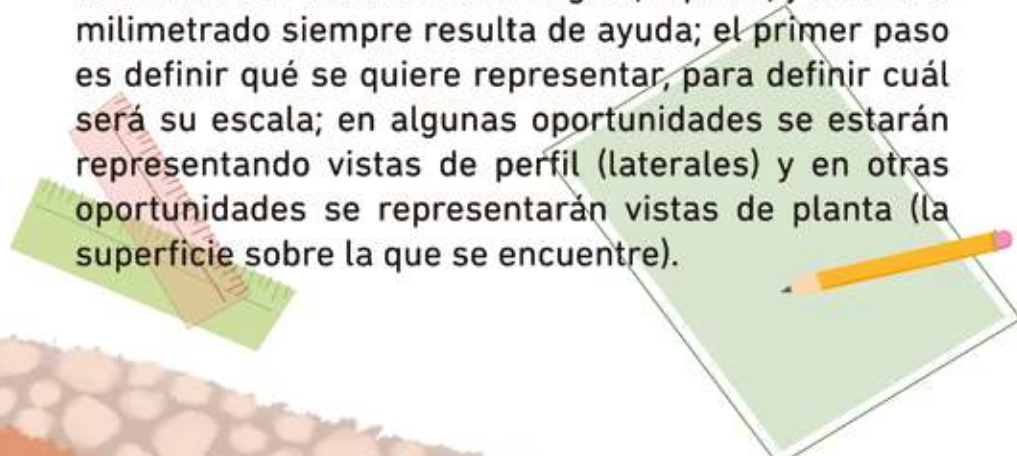 milimetrado siempre resulta de ayuda; el primer paso
es definir qué se quiere representar, para definir cuál
será su escala; en algunas oportunidades se estarán
representando vistas de perfil (laterales) y en otras
oportunidades se representarán vistas de planta (la
superficie sobre la que se encuentre).